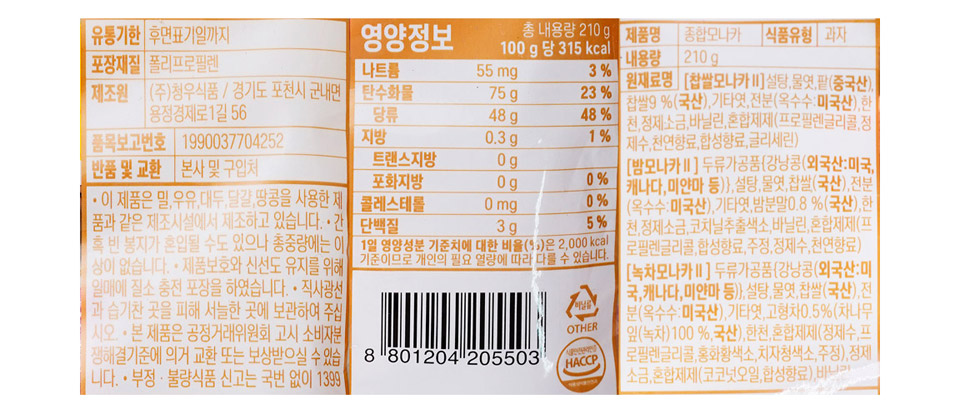 유통기한 후면표기일까지
포장재질 폴리프로필렌
제조원 (주)청우식품 / 경기도 포천시 군내면
용정경제로1길 56
품목보고번호 1990037704252
반품 및 교환 본사 및 구입처
• 이 제품은 밀,우유,대두,달걀,땅콩을 사용한 제
품과 같은 제조시설에서 제조하고 있습니다. • 간
혹 빈 봉지가 혼입될 수도 있으나 총중량에는 이
상이 없습니다. • 제품보호와 신선도 유지를 위해
일매에 질소 충전 포장을 하였습니다. • 직사광선
과 습기찬 곳을 피해 서늘한 곳에 보관하여 주십
시오. • 본 제품은 공정거래위원회 고시 소비자분
쟁해결기준에 의거 교환 또는 보상받으실 수 있습
니다. • 부정·불량식품 신고는 국번 없이 1399
영양정보 총 내용량 210 g
100 g 당 315 kcal
나트륨 55 mg 3 %
탄수화물 75 g 23 %
당류 48 g 48 %
지방 0.3 g 1 %
트랜스지방 0 g
포화지방 0 g 0 %
콜레스테롤 0 mg 0 %
단백질 3 g 5 %
1일 영양성분 기준치에 대한 비율(%)은 2,000 kcal
기준이므로 개인의 필요 열량에 따라 다를 수 있습니다.
8 801204 205503
비닐류
OTHER
HACCP
제품명 종합모나카 식품유형 과자
내용량 210 g
원재료명 [찹쌀모나카Ⅱ]설탕,물엿,팥(중국산),
찹쌀9 %(국산),기타엿,전분(옥수수:미국산),한
천,정제소금,바닐린,혼합제제(프로필렌글리콜,정
제수,천연향료,합성향료,글리세린)
[밤모나카Ⅱ] 두류가공품{강낭콩(외국산:미국,
캐나다,미얀마 등)},설탕,물엿,찹쌀(국산),전분
(옥수수:미국산),기타엿,밤분말0.8 %(국산),한
천,정제소금,코치닐추출색소,바닐린,혼합제제(프
로필렌글리콜,합성향료,주정,정제수,천연향료)
[녹차모나카Ⅱ] 두류가공품{강낭콩(외국산:미
국,캐나다,미얀마 등)},설탕,물엿,찹쌀(국산),전
분(옥수수:미국산),기타엿,고형차0.5%(차나무
잎(녹차)100 %,국산),한천,혼합제제(정제수,프
로필렌글리콜,홍화황색소,치자청색소,주정),정제
소금,혼합제제(코코넛오일,합성향료),바닐린